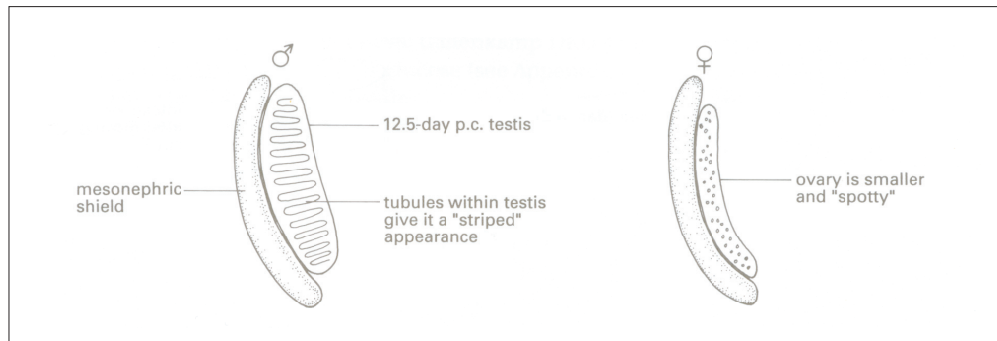 ♂
♀
12.5-day p.c. testis
mesonephric
shield
tubules within testis
give it a "striped"
appearance
ovary is smaller
and "spotty"